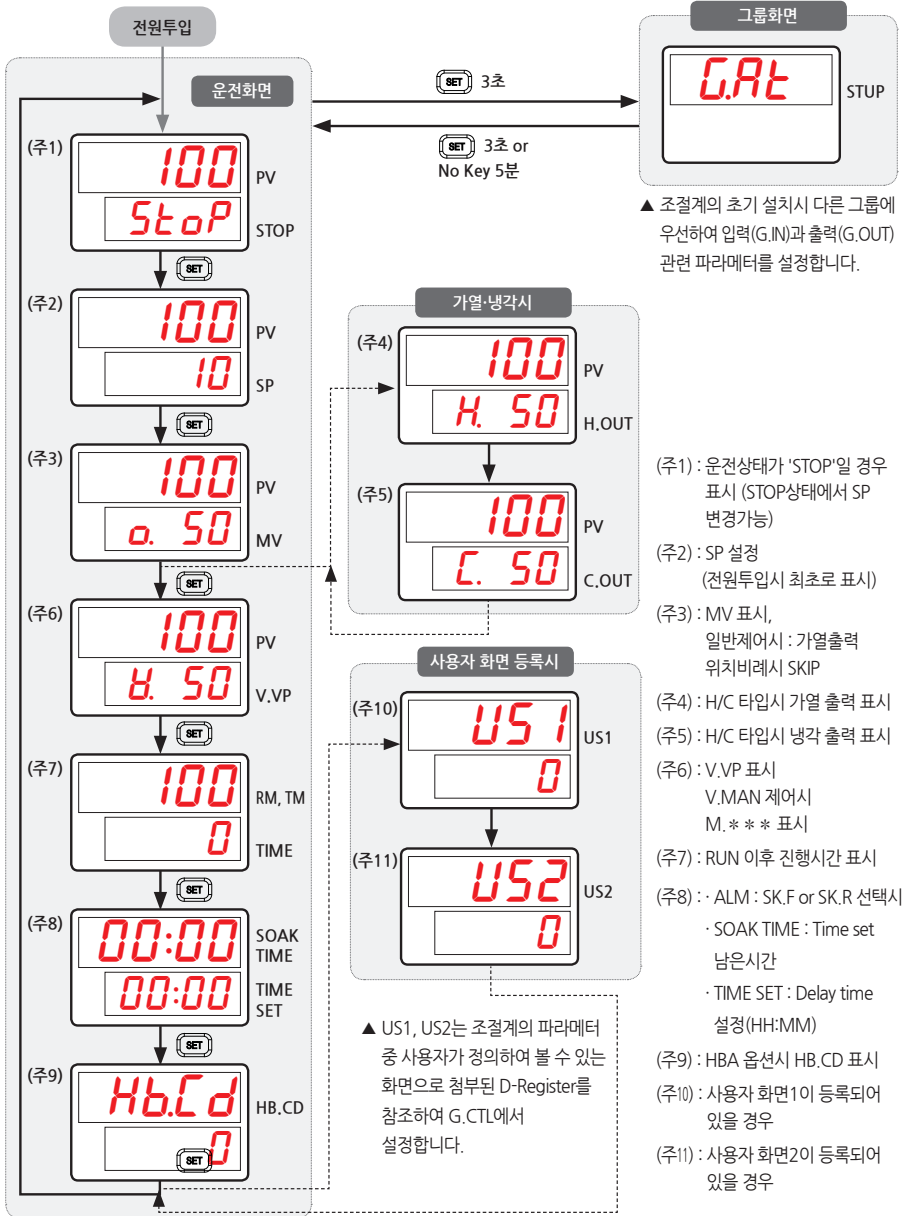 전원투입
운전화면
(주1)
100 PV
StoP STOP
SET
(주2)
100 PV
10 SP
SET
(주3)
100 PV
o. 50 MV
SET
(주6)
100 PV
V. 50 V.VP
SET
(주7)
100 RM, TM
0 TIME
SET
(주8)
00:00 SOAK
TIME
00:00 TIME
SET
SET
(주9)
Hb.Cd HB.CD
0
SET
SET 3초
SET 3초 or
No Key 5분
그룹화면
G.At STUP
▲ 조절계의 초기 설치시 다른 그룹에
우선하여 입력(G.IN)과 출력(G.OUT)
관련 파라메터를 설정합니다.
가열·냉각시
(주4)
100 PV
H. 50 H.OUT
(주5)
100 PV
C. 50 C.OUT
사용자 화면 등록시
(주10)
US1 US1
0
(주11)
US2 US2
0
▲ US1, US2는 조절계의 파라메터
중 사용자가 정의하여 볼 수 있는
화면으로 첨부된 D-Register를
참조하여 G.CTL에서
설정합니다.
(주1) : 운전상태가 'STOP'일 경우
표시 (STOP상태에서 SP
변경가능)
(주2) : SP 설정
(전원투입시 최초로 표시)
(주3) : MV 표시,
일반제어시 : 가열출력
위치비례시 SKIP
(주4) : H/C 타입시 가열 출력 표시
(주5) : H/C 타입시 냉각 출력 표시
(주6) : V.VP 표시
V.MAN 제어시
M.＊＊＊ 표시
(주7) : RUN 이후 진행시간 표시
(주8) : · ALM : SK.F or SK.R 선택시
· SOAK TIME : Time set
남은시간
· TIME SET : Delay time
설정(HH:MM)
(주9) : HBA 옵션시 HB.CD 표시
(주10) : 사용자 화면1이 등록되어
있을 경우
(주11) : 사용자 화면2이 등록되어
있을 경우